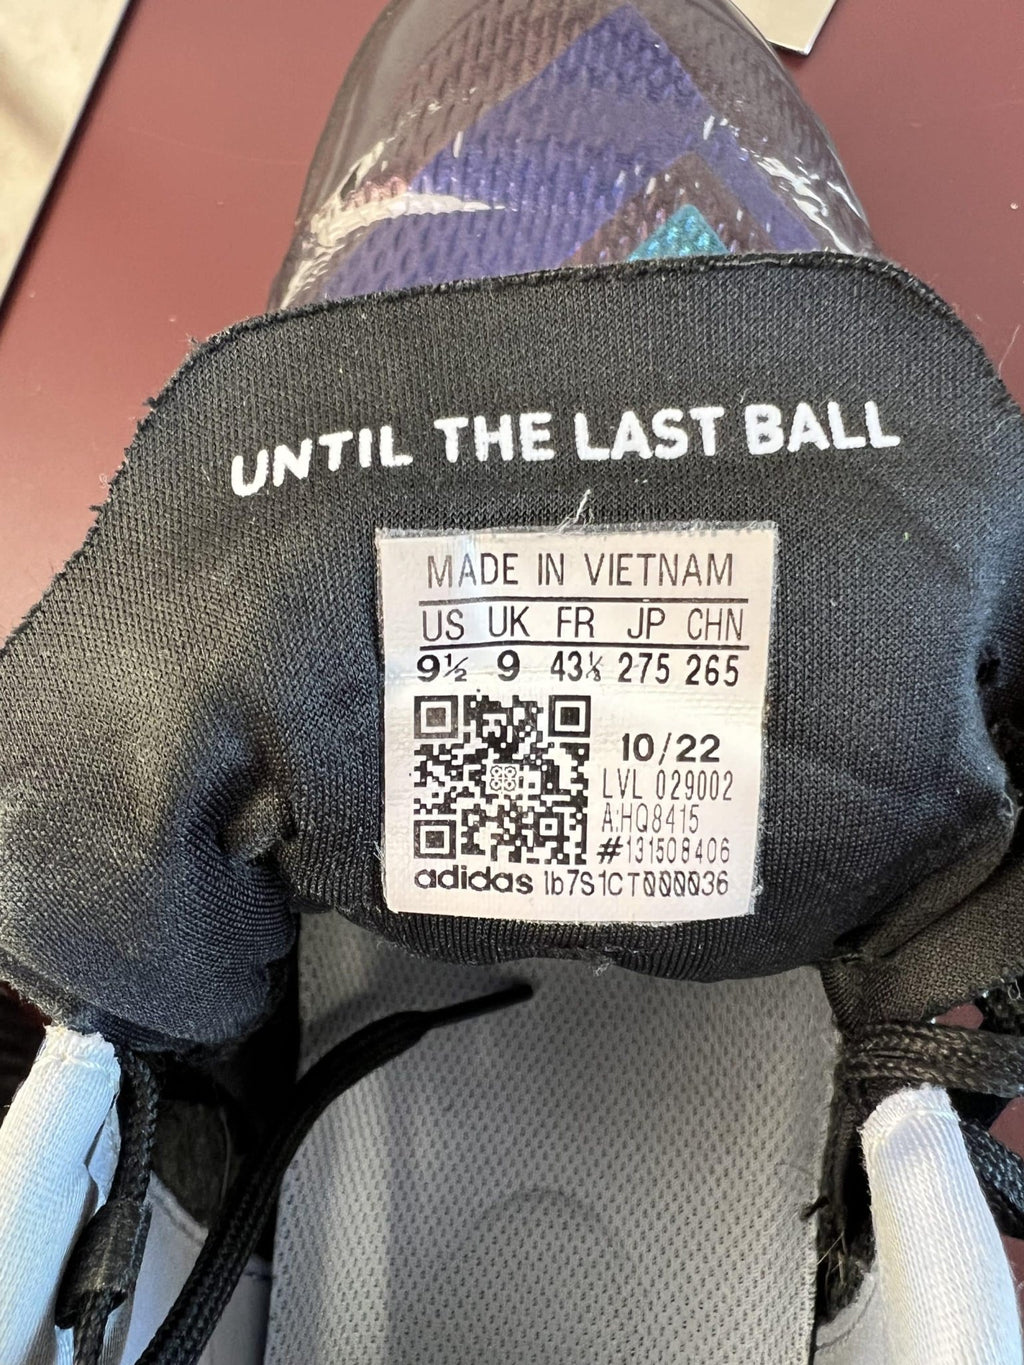 UNTIL THE LAST BALL
MADE IN VIETNAM
US UK FR JP CHN
9½ 9 43⅓ 275 265
10/22
LVL 029002
A:HQ8415
#131508406
adidas 1b7S1CT000036